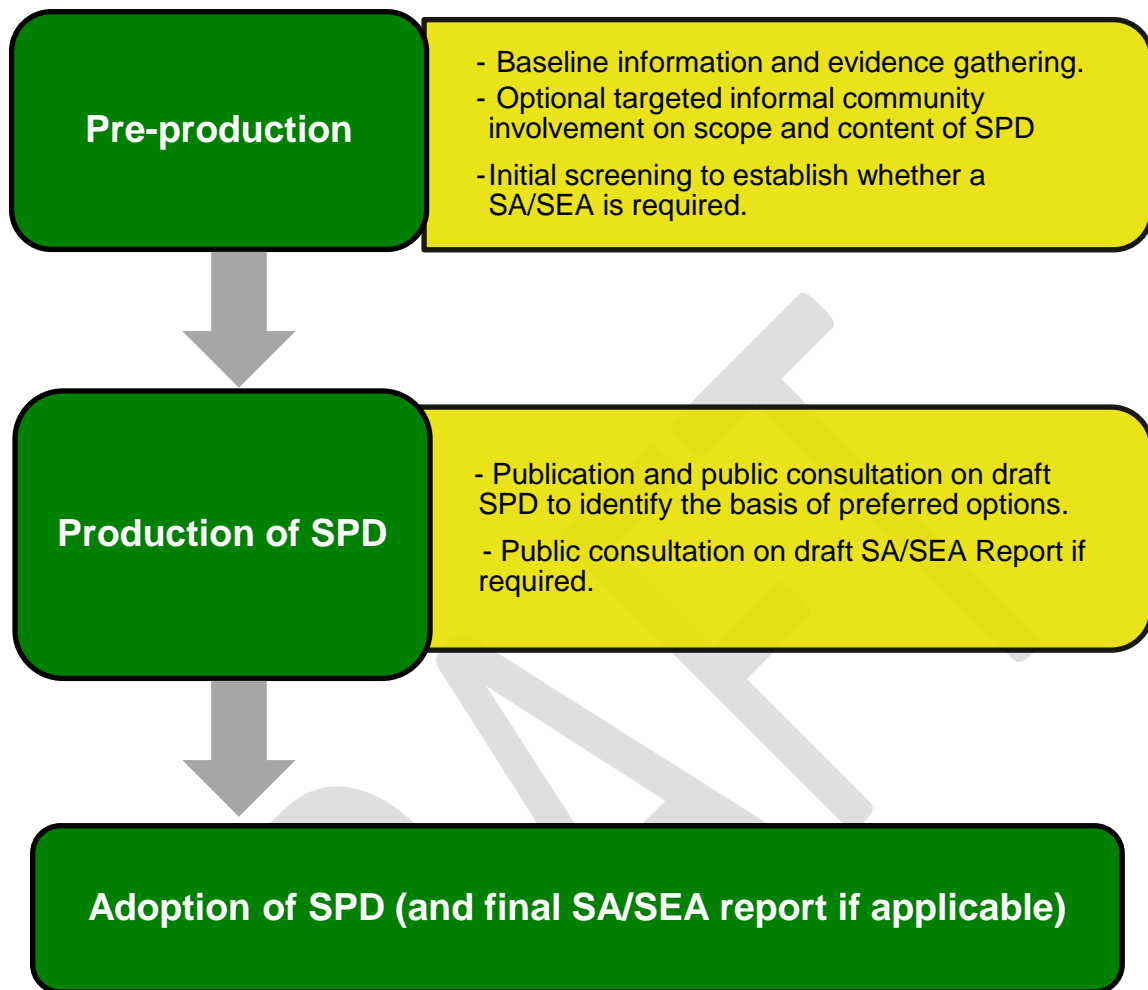 Pre-production
- Baseline information and evidence gathering.
- Optional targeted informal community
involvement on scope and content of SPD
-Initial screening to establish whether a
SA/SEA is required.
Production of SPD
- Publication and public consultation on draft
SPD to identify the basis of preferred options.
- Public consultation on draft SA/SEA Report if
required.
Adoption of SPD (and final SA/SEA report if applicable)
DRAFT